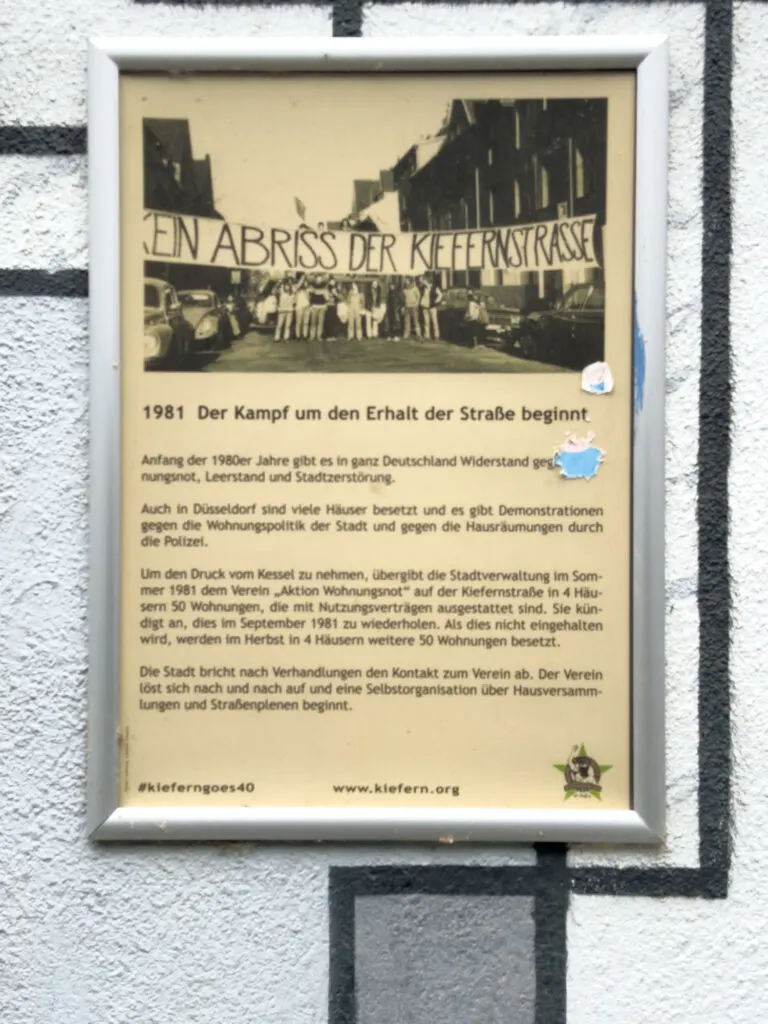 KEIN ABRISS DER KIEFERNSTRASSE
1981 Der Kampf um den Erhalt der Straße beginnt
Anfang der 1980er Jahre gibt es in ganz Deutschland Widerstand
nungsnot, Leerstand und Stadtzerstörung.
Auch in Düsseldorf sind viele Häuser besetzt und es gibt Demonstrationen
gegen die Wohnungspolitik der Stadt und gegen die Hausräumungen durch
die Polizei.
Um den Druck vom Kessel zu nehmen, übergibt die Stadtverwaltung im Som-
mer 1981 dem Verein „Aktion Wohnungsnot“ auf der Kiefernstraße in 4 Häu-
sern 50 Wohnungen, die mit Nutzungsverträgen ausgestattet sind. Sie kün-
digt an, dies im September 1981 zu wiederholen. Als dies nicht eingehalten
wird, werden im Herbst in 4 Häusern weitere 50 Wohnungen besetzt.
Die Stadt bricht nach Verhandlungen den Kontakt zum Verein ab. Der Verein
löst sich nach und nach auf und eine Selbstorganisation über Hausversamm-
lungen und Straßenplenen beginnt.
#kieferngoes40 www.kiefern.org